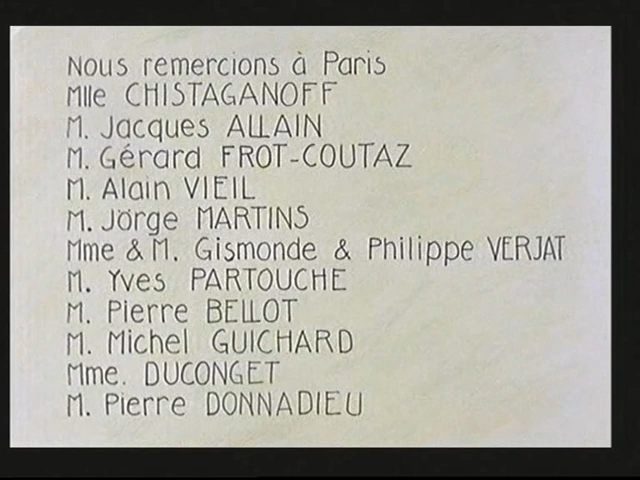 Nous remercions à Paris
Mlle CHISTAGANOFF
M. Jacques ALLAIN
M. Gérard FROT-COUTAZ
M. Alain VIEIL
M. Jörge MARTINS
Mme & M. Gismonde & Philippe VERJAT
M. Yves PARTOUCHE
M. Pierre BELLOT
M. Michel GUICHARD
Mme. DUCONGET
M. Pierre DONNADIEU